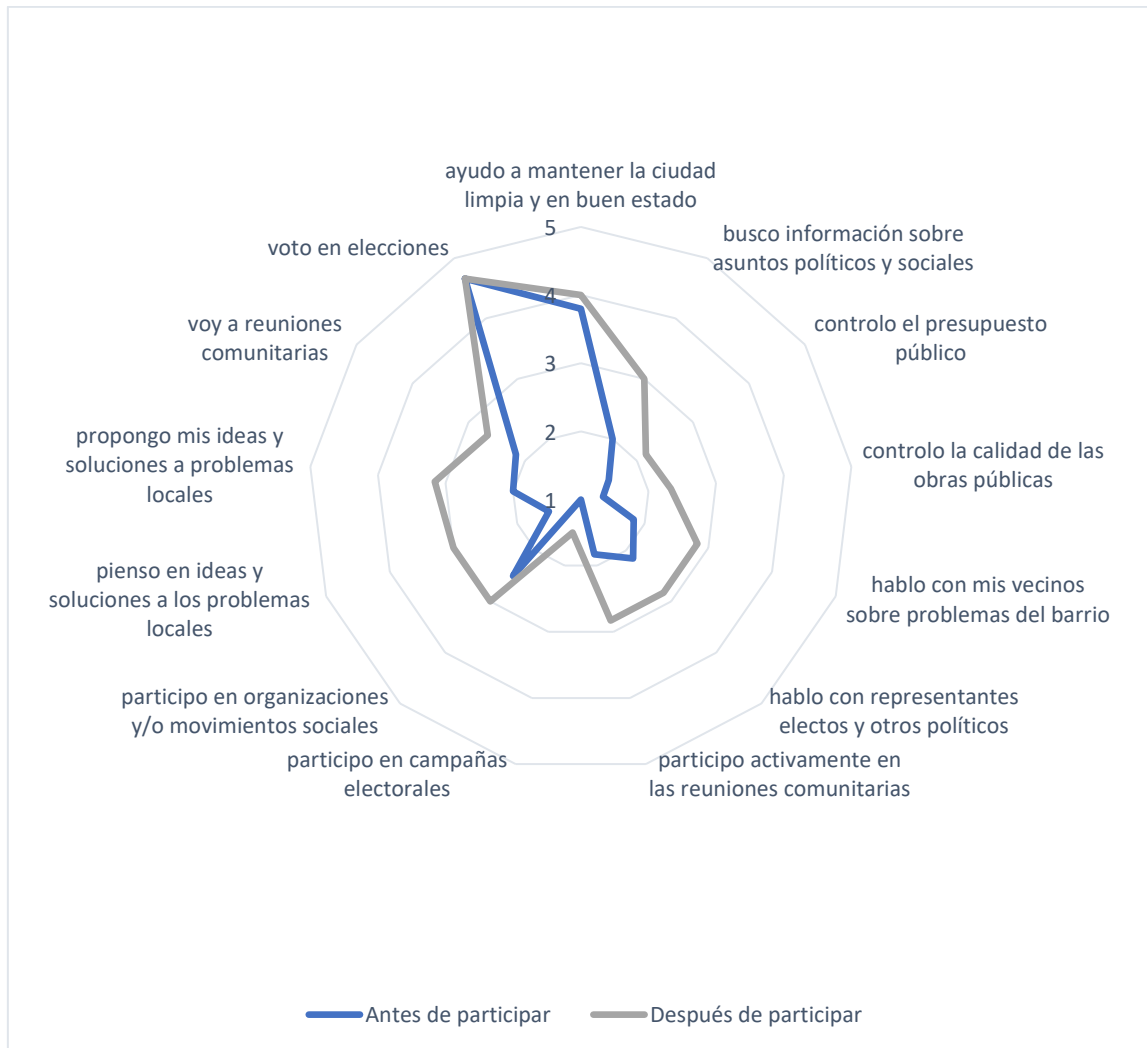 ayudo a mantener la ciudad
limpia y en buen estado
busco información sobre
asuntos políticos y sociales
controlo el presupuesto
público
controlo la calidad de las
obras públicas
hablo con mis vecinos
sobre problemas del barrio
hablo con representantes
electos y otros políticos
participo activamente en
las reuniones comunitarias
participo en campañas
electorales
participo en organizaciones
y/o movimientos sociales
pienso en ideas y
soluciones a los problemas
locales
propongo mis ideas y
soluciones a problemas
locales
voy a reuniones
comunitarias
voto en elecciones
5
4
3
2
1
Antes de participar
Después de participar